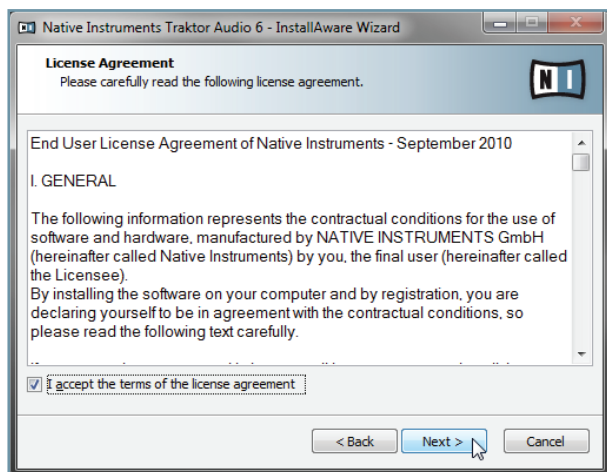 Native Instruments Traktor Audio 6 - InstallAware Wizard
License Agreement
Please carefully read the following license agreement.
N I
End User License Agreement of Native Instruments - September 2010
I. GENERAL
The following information represents the contractual conditions for the use of
software and hardware, manufactured by NATIVE INSTRUMENTS GmbH
(hereinafter called Native Instruments) by you, the final user (hereinafter called
the Licensee).
By installing the software on your computer and by registration, you are
declaring yourself to be in agreement with the contractual conditions, so
please read the following text carefully.
I accept the terms of the license agreement
< Back
Next >
Cancel